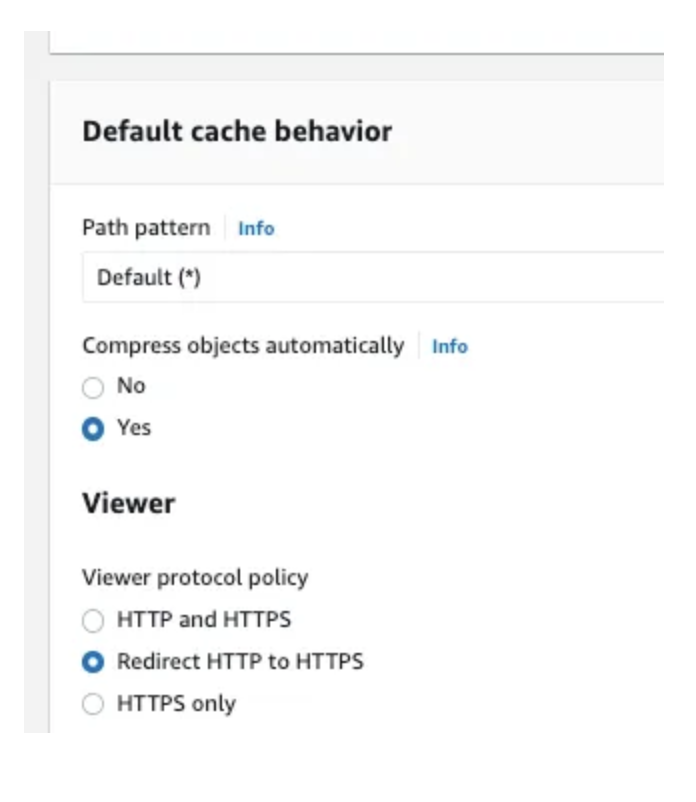 Default cache behavior
Path pattern Info
Default (*)
Compress objects automatically Info
No
Yes
Viewer
Viewer protocol policy
HTTP and HTTPS
Redirect HTTP to HTTPS
HTTPS only